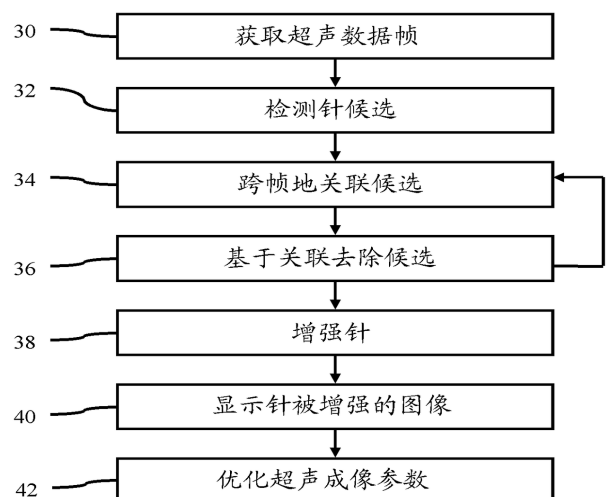 30 获取超声数据帧
32 检测针候选
34 跨帧地关联候选
36 基于关联去除候选
38 增强针
40 显示针被增强的图像
42 优化超声成像参数